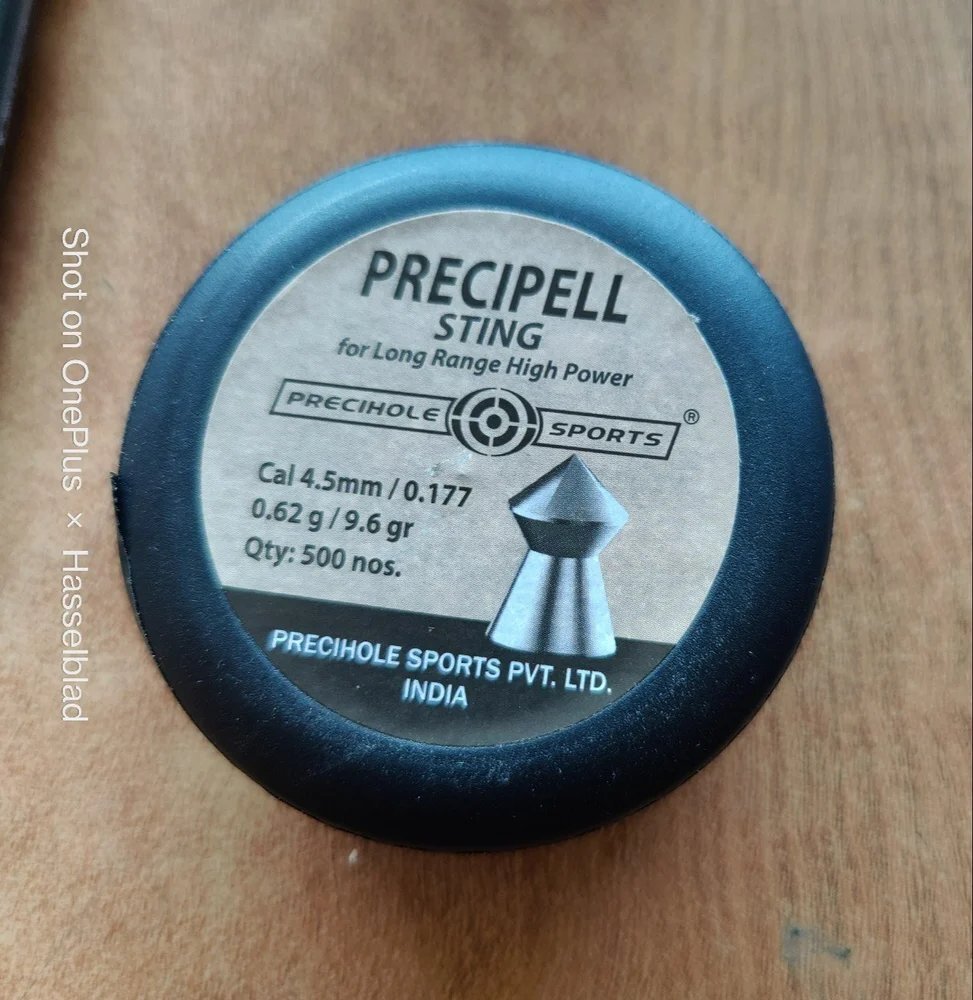 PRECIPELL
STING
for Long Range High Power
PRECIHOLE SPORTS ®
Cal 4.5mm / 0.177
0.62 g / 9.6 gr
Qty: 500 nos.
PRECIHOLE SPORTS PVT. LTD.
INDIA
Shot on OnePlus × Hasselblad